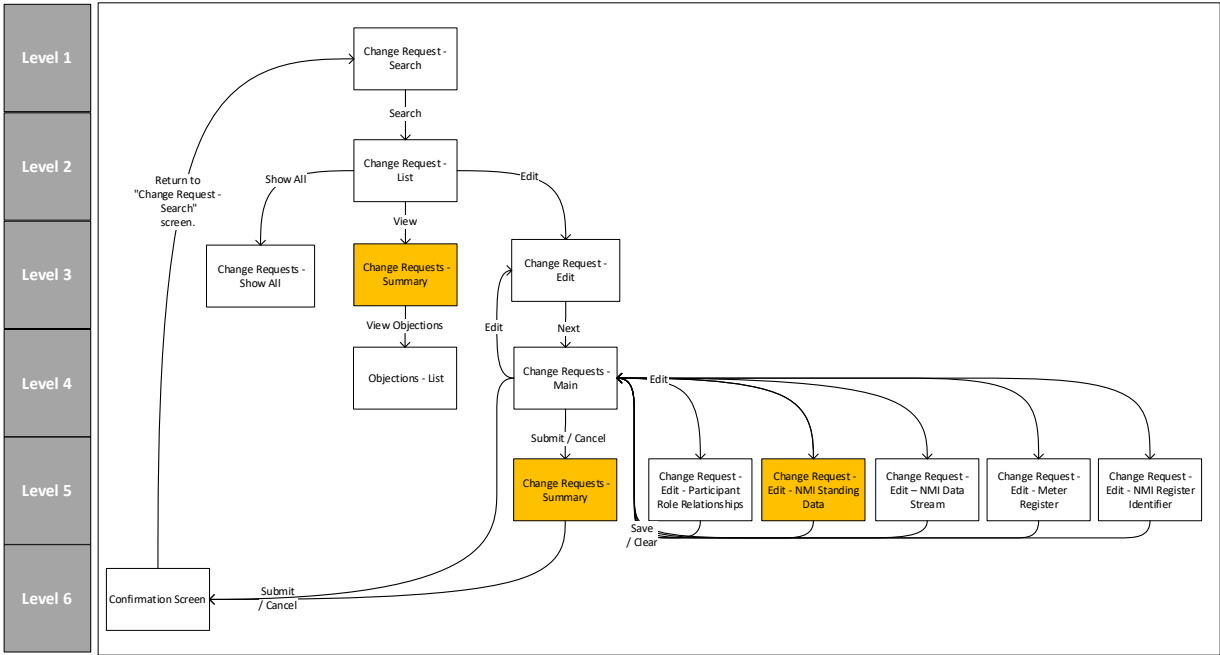 Level 1
Change Request -
Search
Search
Level 2
Change Request -
List
Show All
Edit
Return to
"Change Request -
Search"
screen.
View
Level 3
Change Requests -
Show All
Change Requests -
Summary
Change Request -
Edit
View Objections
Edit
Next
Level 4
Objections - List
Change Requests -
Main
Edit
Submit / Cancel
Level 5
Change Requests -
Summary
Change Request -
Edit - Participant
Role Relationships
Change Request -
Edit - NMI Standing
Data
Change Request -
Edit – NMI Data
Stream
Change Request -
Edit - Meter
Register
Change Request -
Edit - NMI Register
Identifier
Save
/ Clear
Level 6
Confirmation Screen
Submit
/ Cancel